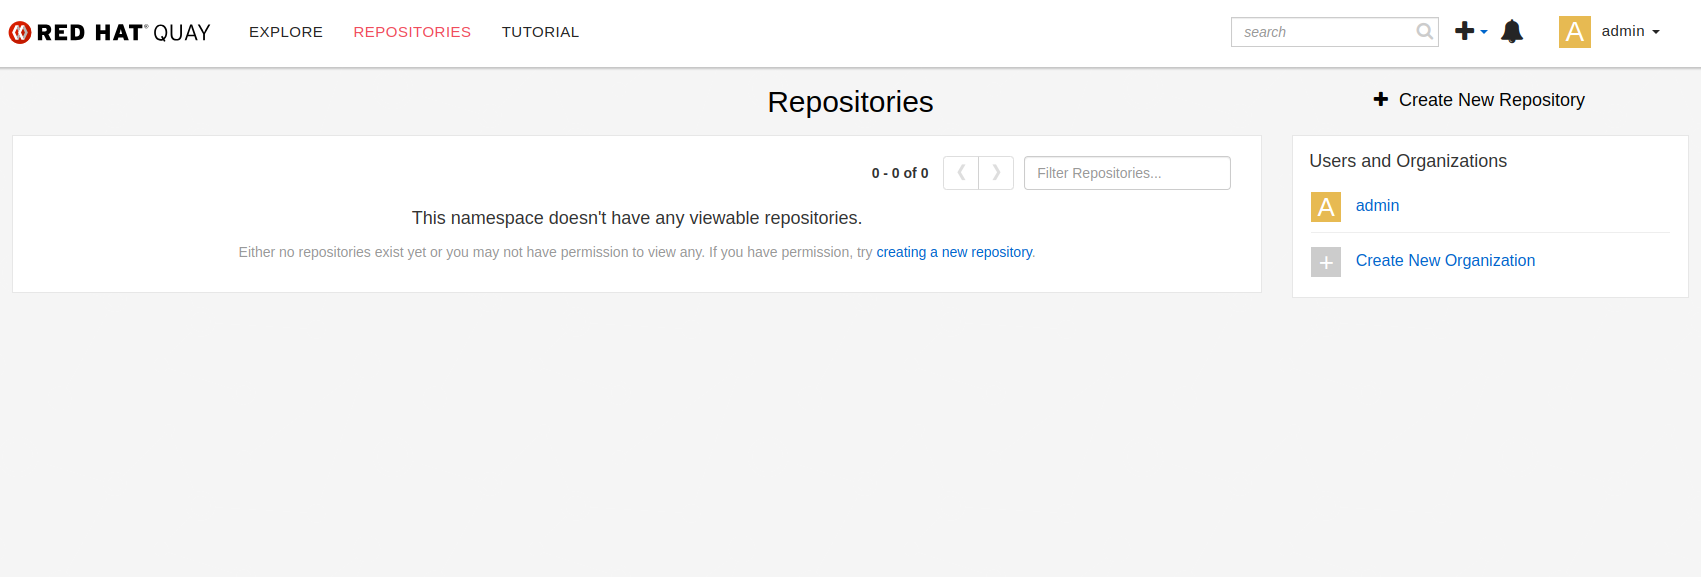 RED HAT® QUAY EXPLORE REPOSITORIES TUTORIAL search A admin
Repositories
+ Create New Repository
0 - 0 of 0 ❮ ❯ Filter Repositories...
This namespace doesn't have any viewable repositories.
Either no repositories exist yet or you may not have permission to view any. If you have permission, try creating a new repository.
Users and Organizations
A admin
+ Create New Organization